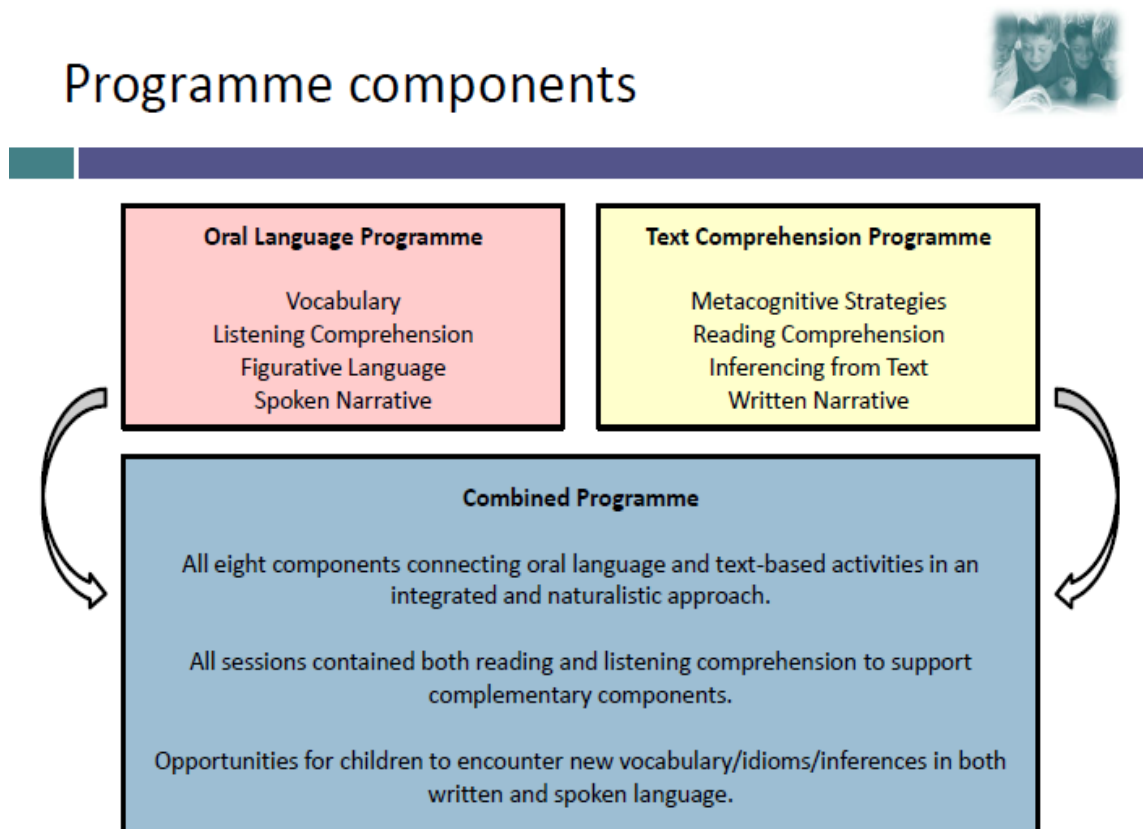 Programme components
Oral Language Programme
Vocabulary
Listening Comprehension
Figurative Language
Spoken Narrative
Text Comprehension Programme
Metacognitive Strategies
Reading Comprehension
Inferencing from Text
Written Narrative
Combined Programme
All eight components connecting oral language and text-based activities in an
integrated and naturalistic approach.
All sessions contained both reading and listening comprehension to support
complementary components.
Opportunities for children to encounter new vocabulary/idioms/inferences in both
written and spoken language.